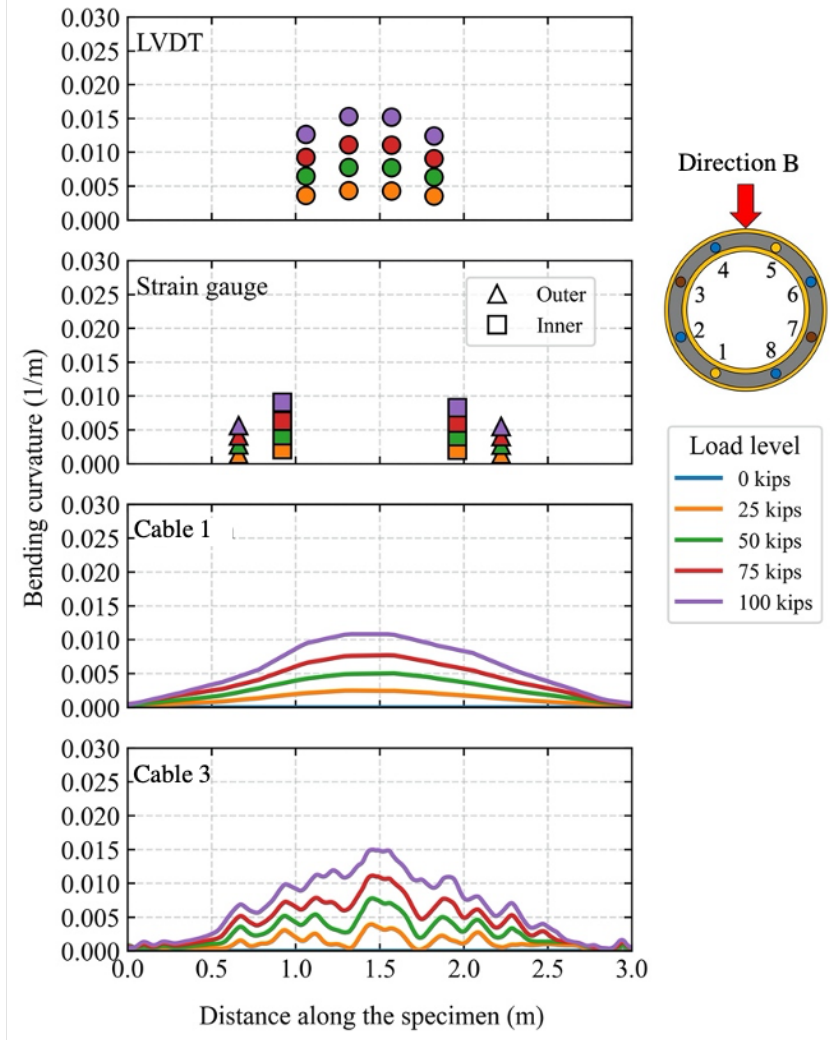 0.030
LVDT
0.025
0.020
0.015
0.010
0.005
0.000
0.030
Strain gauge
0.025
0.020
0.015
0.010
0.005
0.000
Outer
Inner
0.030
Cable 1
0.025
0.020
0.015
0.010
0.005
0.000
0.030
Cable 3
0.025
0.020
0.015
0.010
0.005
0.000
0.0 0.5 1.0 1.5 2.0 2.5 3.0
Distance along the specimen (m)
Bending curvature (1/m)
Direction B
4 5
3 6
2 7
1 8
Load level
0 kips
25 kips
50 kips
75 kips
100 kips